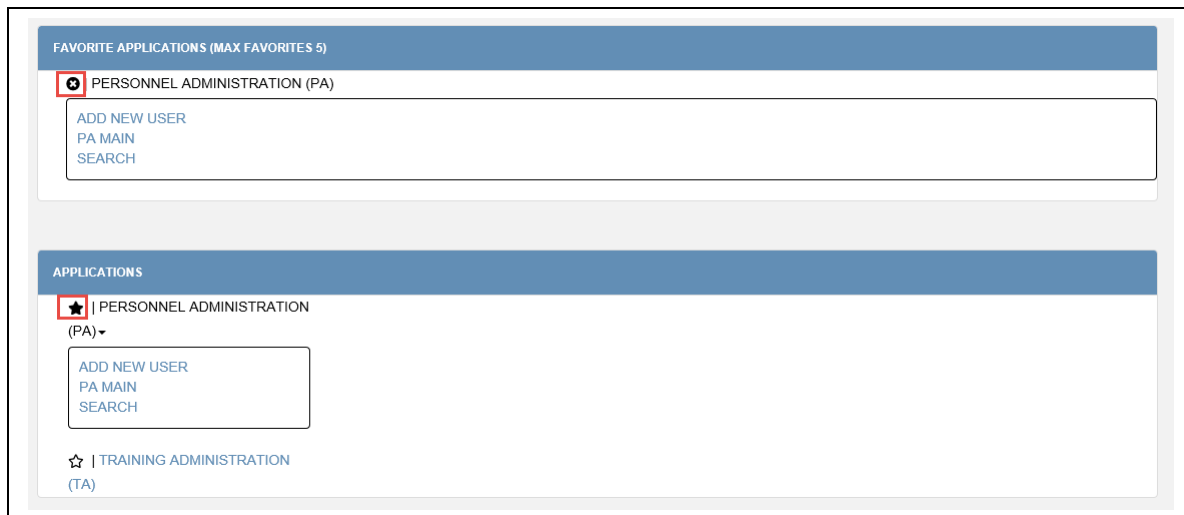 FAVORITE APPLICATIONS (MAX FAVORITES 5)
| PERSONNEL ADMINISTRATION (PA)
ADD NEW USER
PA MAIN
SEARCH
APPLICATIONS
| PERSONNEL ADMINISTRATION
(PA)
ADD NEW USER
PA MAIN
SEARCH
| TRAINING ADMINISTRATION
(TA)